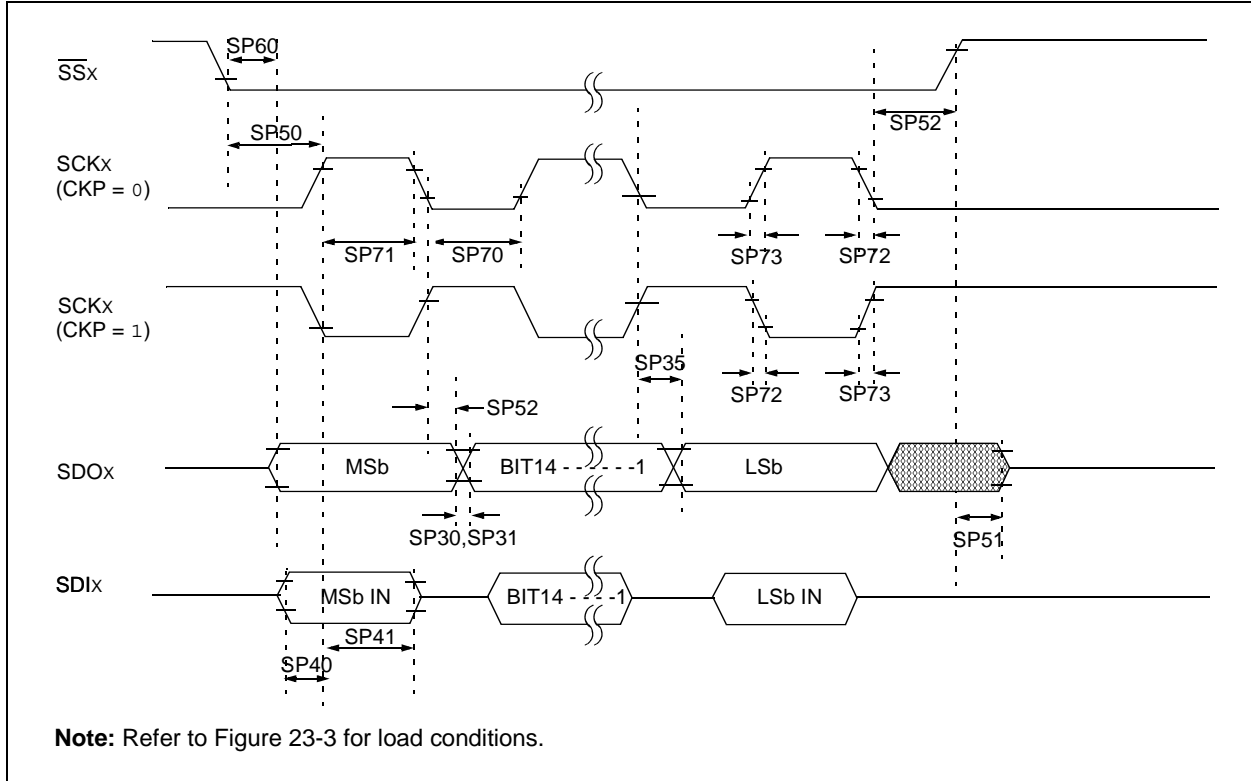 SP60
SSX
SP50
SP52
SCKX
(CKP = 0)
SP71
SP70
SP73
SP72
SCKX
(CKP = 1)
SP35
SP72
SP73
SP52
SDOX
MSb
BIT14 - - - - - -1
LSb
SP30,SP31
SP51
SDIX
MSb IN
BIT14 - - - -1
LSb IN
SP41
SP40
Note: Refer to Figure 23-3 for load conditions.